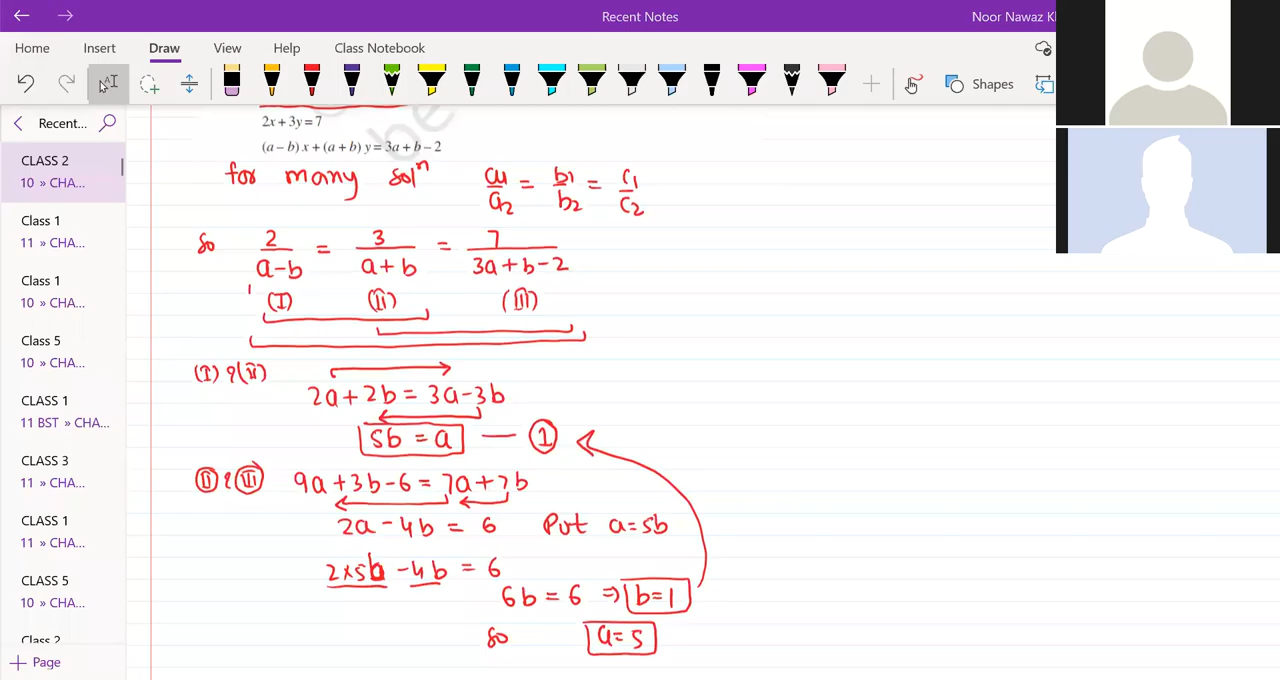 Recent Notes
Noor Nawaz Kh
Home Insert Draw View Help Class Notebook
Shapes
Recent...
CLASS 2
10 » CHA...
Class 1
11 » CHA...
Class 1
10 » CHA...
Class 5
10 » CHA...
CLASS 1
11 BST » CHA...
CLASS 3
11 » CHA...
CLASS 1
11 » CHA...
CLASS 5
10 » CHA...
Class 2
Page
be
2x + 3y = 7
(a – b) x + (a + b) y = 3a + b – 2
for many solⁿ a1/a2 = b1/b2 = c1/c2
so 2/(a-b) = 3/(a+b) = 7/(3a+b-2)
(I) (II) (III)
(I) & (II)
2a+2b = 3a-3b
5b = a — 1
II & III 9a+3b-6 = 7a+7b
2a-4b = 6 Put a=5b
2x5b -4b = 6
6b = 6 ⇒ b=1
so a=5